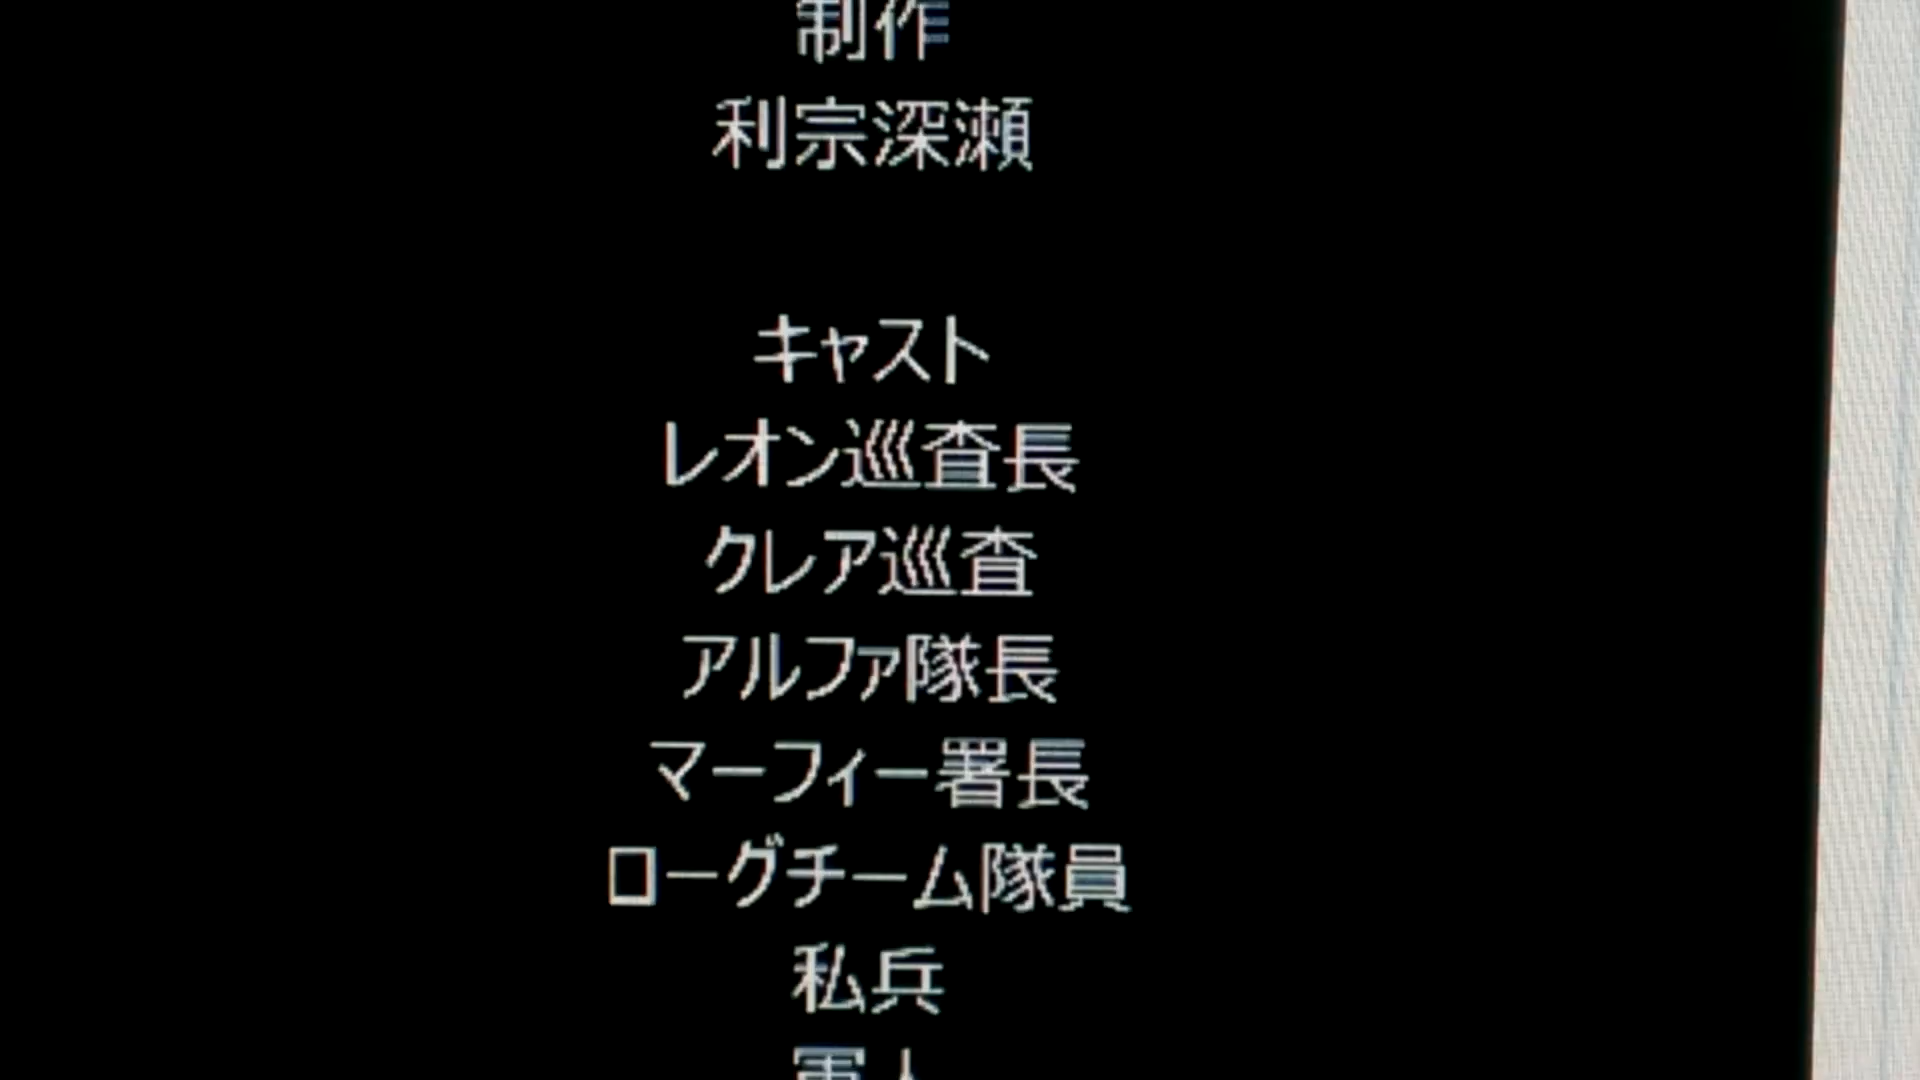 制作
利宗深瀬
キャスト
レオン巡査長
クレア巡査
アルファ隊長
マーフィー署長
ローグチーム隊員
私兵
軍人